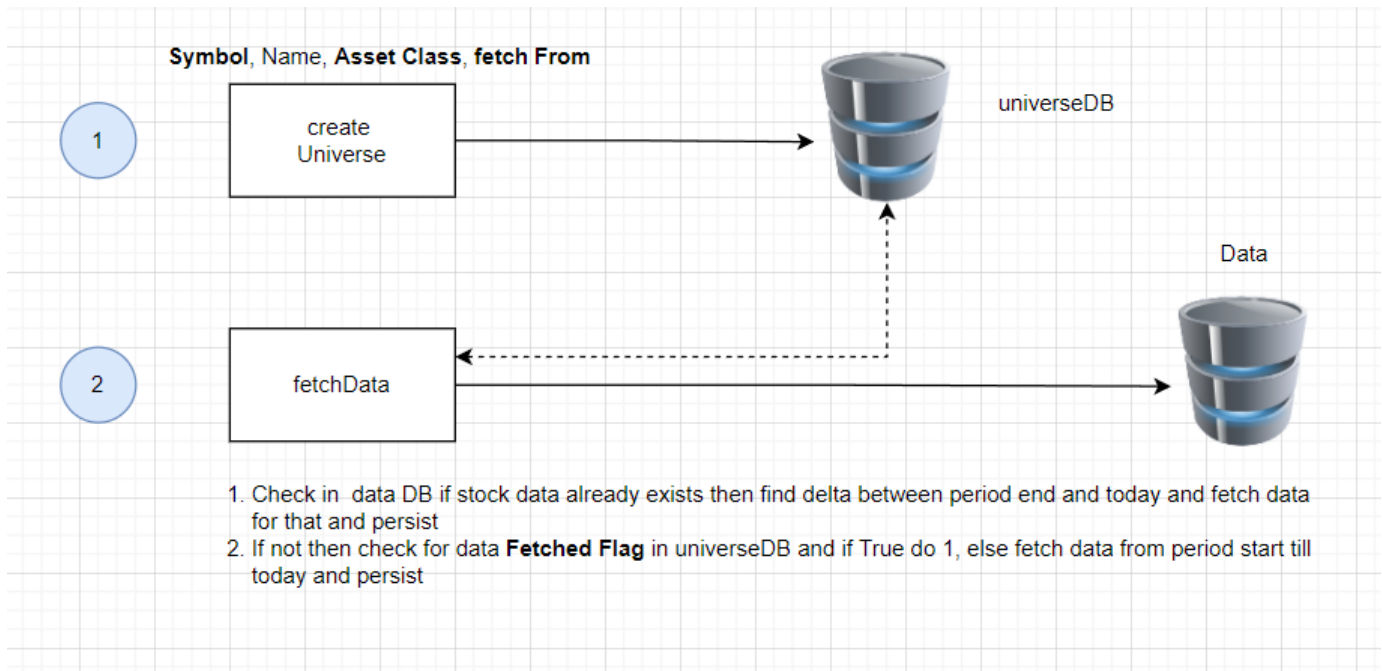 Symbol, Name, Asset Class, fetch From
1
create
Universe
universeDB
Data
2
fetchData
1. Check in data DB if stock data already exists then find delta between period end and today and fetch data
for that and persist
2. If not then check for data Fetched Flag in universeDB and if True do 1, else fetch data from period start till
today and persist